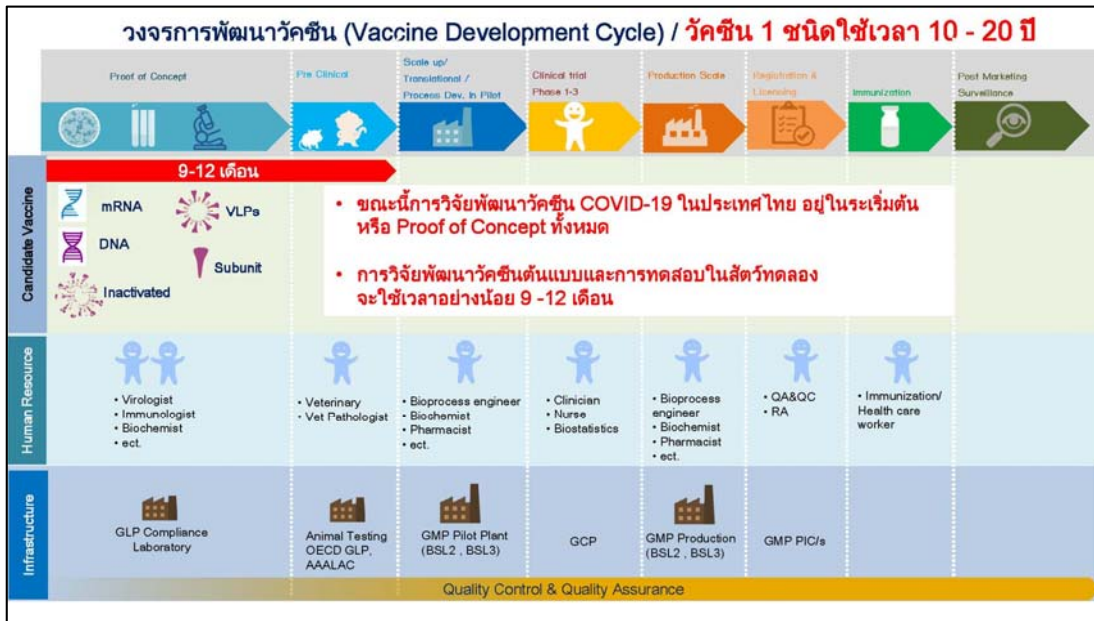 วงจรการพัฒนาวัคซีน (Vaccine Development Cycle) / วัคซีน 1 ชนิดใช้เวลา 10 - 20 ปี
Proof of Concept
Pre Clinical
Scale up/
Translational /
Process Dev. In Pilot
Clinical trial
Phase 1-3
Production Scale
Registration &
Licensing
Immunization
Post Marketing
Surveillance
Candidate Vaccine
9-12 เดือน
mRNA
VLPs
DNA
Subunit
Inactivated
• ขณะนี้การวิจัยพัฒนาวัคซีน COVID-19 ในประเทศไทย อยู่ในระเริ่มต้น
หรือ Proof of Concept ทั้งหมด
• การวิจัยพัฒนาวัคซีนต้นแบบและการทดสอบในสัตว์ทดลอง
จะใช้เวลาอย่างน้อย 9 -12 เดือน
Human Resource
• Virologist
• Immunologist
• Biochemist
• ect.
• Veterinary
• Vet Pathologist
• Bioprocess engineer
• Biochemist
• Pharmacist
• ect.
• Clinician
• Nurse
• Biostatistics
• Bioprocess
engineer
• Biochemist
• Pharmacist
• ect.
• QA&QC
• RA
• Immunization/
Health care
worker
Infrastructure
GLP Compliance
Laboratory
Animal Testing
OECD GLP,
AAALAC
GMP Pilot Plant
(BSL2 , BSL3)
GCP
GMP Production
(BSL2 , BSL3)
GMP PIC/s
Quality Control & Quality Assurance